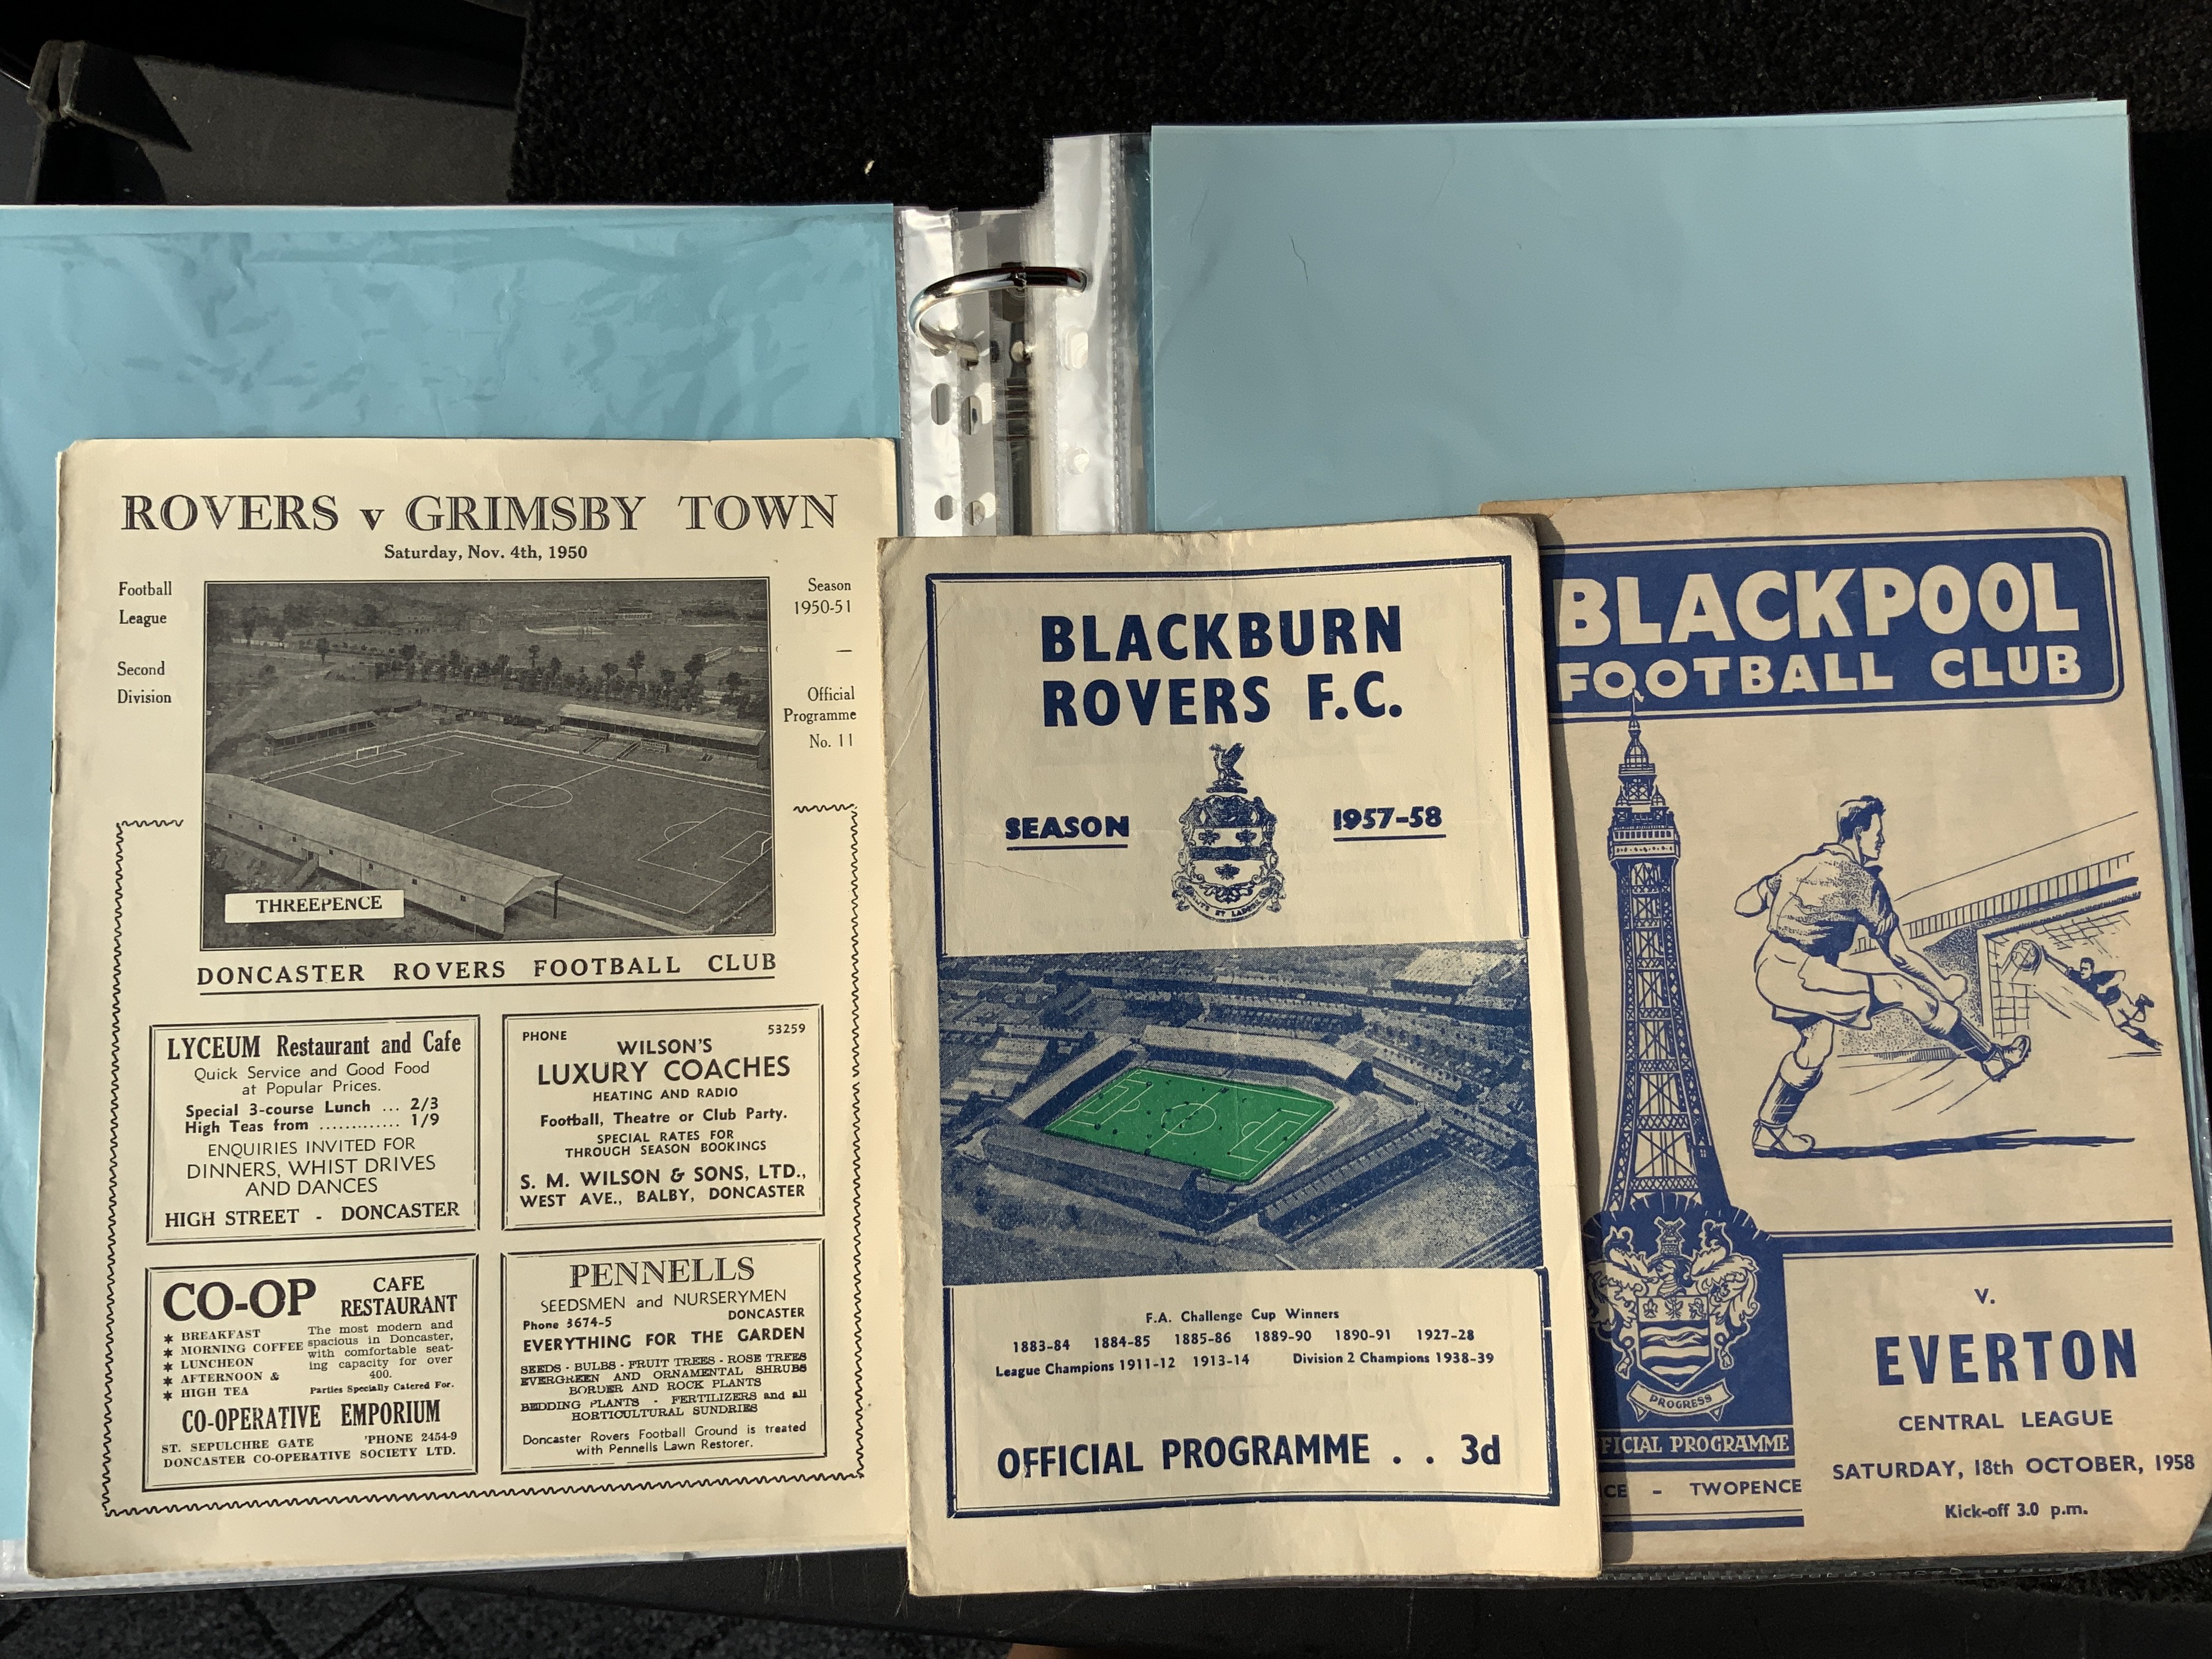 ROVERS v GRIMSBY TOWN
Saturday, Nov. 4th, 1950
Football
League
Second
Division
Season
1950-51
—
Official
Programme
No. 11
THREEPENCE
DONCASTER ROVERS FOOTBALL CLUB
LYCEUM Restaurant and Cafe
Quick Service and Good Food
at Popular Prices.
Special 3-course Lunch ... 2/3
High Teas from ............. 1/9
ENQUIRIES INVITED FOR
DINNERS, WHIST DRIVES
AND DANCES
HIGH STREET - DONCASTER
PHONE 53259
WILSON'S
LUXURY COACHES
HEATING AND RADIO
Football, Theatre or Club Party.
SPECIAL RATES FOR
THROUGH SEASON BOOKINGS
S. M. WILSON & SONS, LTD.,
WEST AVE., BALBY, DONCASTER
CO-OP
CAFE
RESTAURANT
BREAKFAST
MORNING COFFEE
LUNCHEON
AFTERNOON &
HIGH TEA
The most modern and
spacious in Doncaster,
with comfortable seat-
ing capacity for over
400.
Parties Specially Catered For.
CO-OPERATIVE EMPORIUM
ST. SEPULCHRE GATE 'PHONE 2454-9
DONCASTER CO-OPERATIVE SOCIETY LTD.
PENNELLS
SEEDSMEN and NURSERYMEN
Phone 3674-5 DONCASTER
EVERYTHING FOR THE GARDEN
SEEDS - BULBS - FRUIT TREES - ROSE TREES
EVERGREEN AND ORNAMENTAL SHRUBS
BORDER AND ROCK PLANTS
BEDDING PLANTS - FERTILIZERS and all
HORTICULTURAL SUNDRIES
Doncaster Rovers Football Ground is treated
with Pennells Lawn Restorer.
BLACKBURN
ROVERS F.C.
SEASON 1957-58
ET LABORE
F.A. Challenge Cup Winners
1883-84 1884-85 1885-86 1889-90 1890-91 1927-28
League Champions 1911-12 1913-14 Division 2 Champions 1938-39
OFFICIAL PROGRAMME . . 3d
BLACKPOOL
FOOTBALL CLUB
PROGRESS
FICIAL PROGRAMME
CE - TWOPENCE
V.
EVERTON
CENTRAL LEAGUE
SATURDAY, 18th OCTOBER, 1958
Kick-off 3.0 p.m.